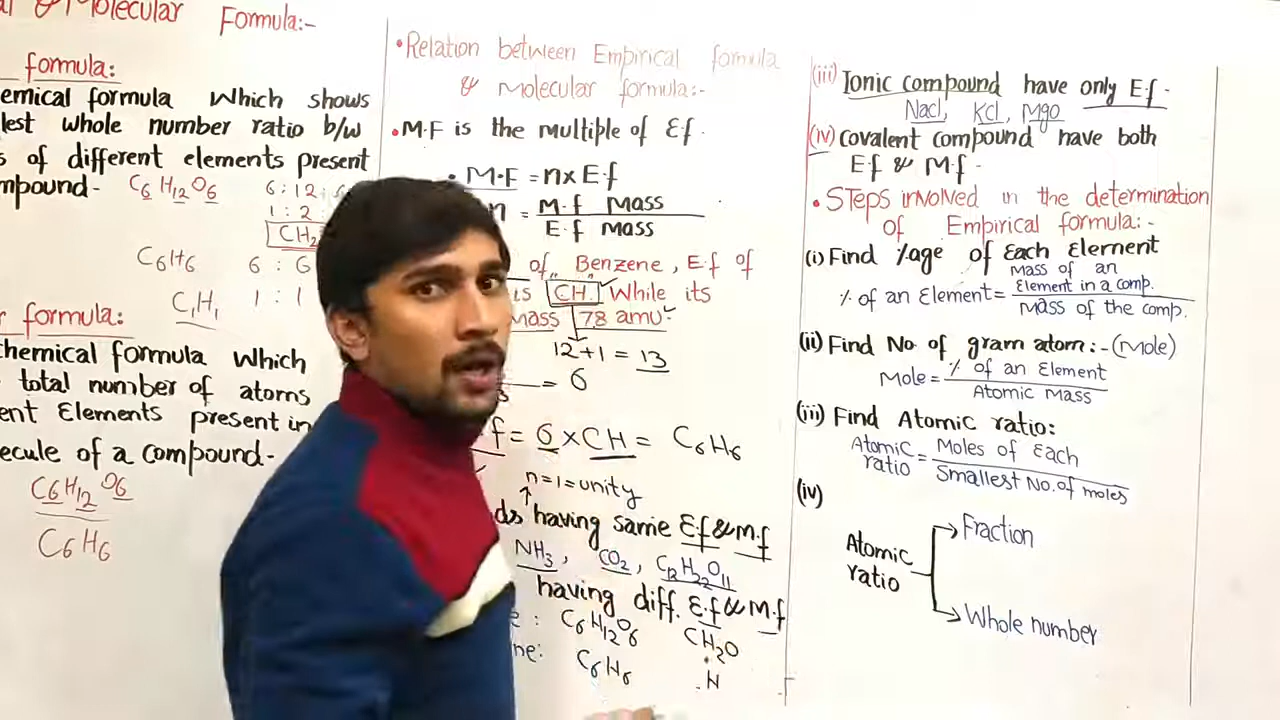 Molecular Formula:-
formula:
emical formula Which shows
lest whole number ratio b/w
s of different elements present
mpound- C6H12O6 6:12:6
1:2:
CH2
C6H6 6:6
C1H1 1:1
formula:
hemical formula Which
total number of atoms
ent Elements present in
ecule of a compound-
C6H12O6
C6H6
•Relation between Empirical formula
& Molecular formula:-
•M.F is the multiple of E.f.
•M.F = n x E.f
n = M.f Mass
E.f Mass
of Benzene, E.f of
is CH. While its
mass 78 amu
12+1 = 13
= 6
f = 6 x CH = C6H6
n=1=unity
ds having same E.f & M.f
NH3, CO2, C12H22O11
having diff. E.f & M.f
: C6H12O6 CH2O
ne: C6H6 H
(iii) Ionic compound have only E.f.
Nacl, Kcl, Mgo
(iv) covalent compound have both
E.f & M.f-
•Steps involved in the determination
of Empirical formula:-
(i) Find %age of Each Element
% of an Element= Mass of an
Element in a comp.
Mass of the comp.
(ii) Find No. of gram atom:-(Mole)
Mole= % of an Element
Atomic Mass
(iii) Find Atomic ratio:
Atomic ratio = Moles of Each
Smallest No. of moles
(iv)
Atomic
ratio
Fraction
Whole number